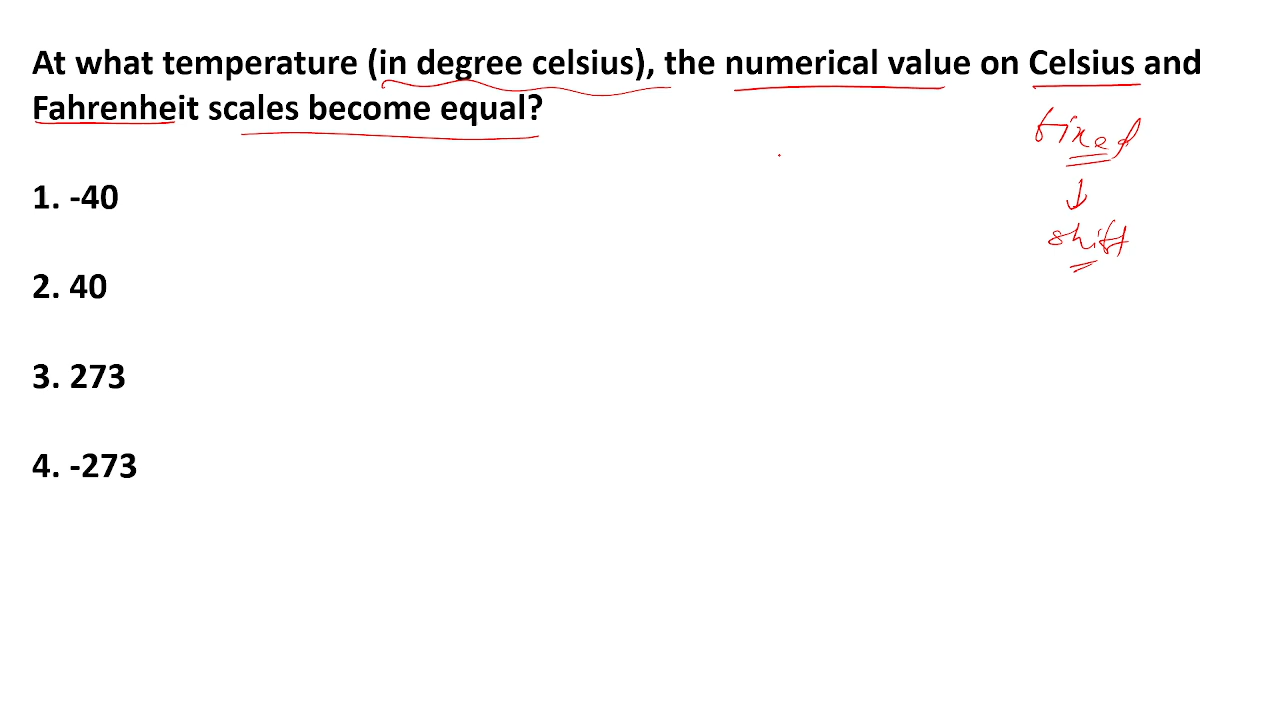 At what temperature (in degree celsius), the numerical value on Celsius and
Fahrenheit scales become equal?
fixed
shift
1. -40
2. 40
3. 273
4. -273